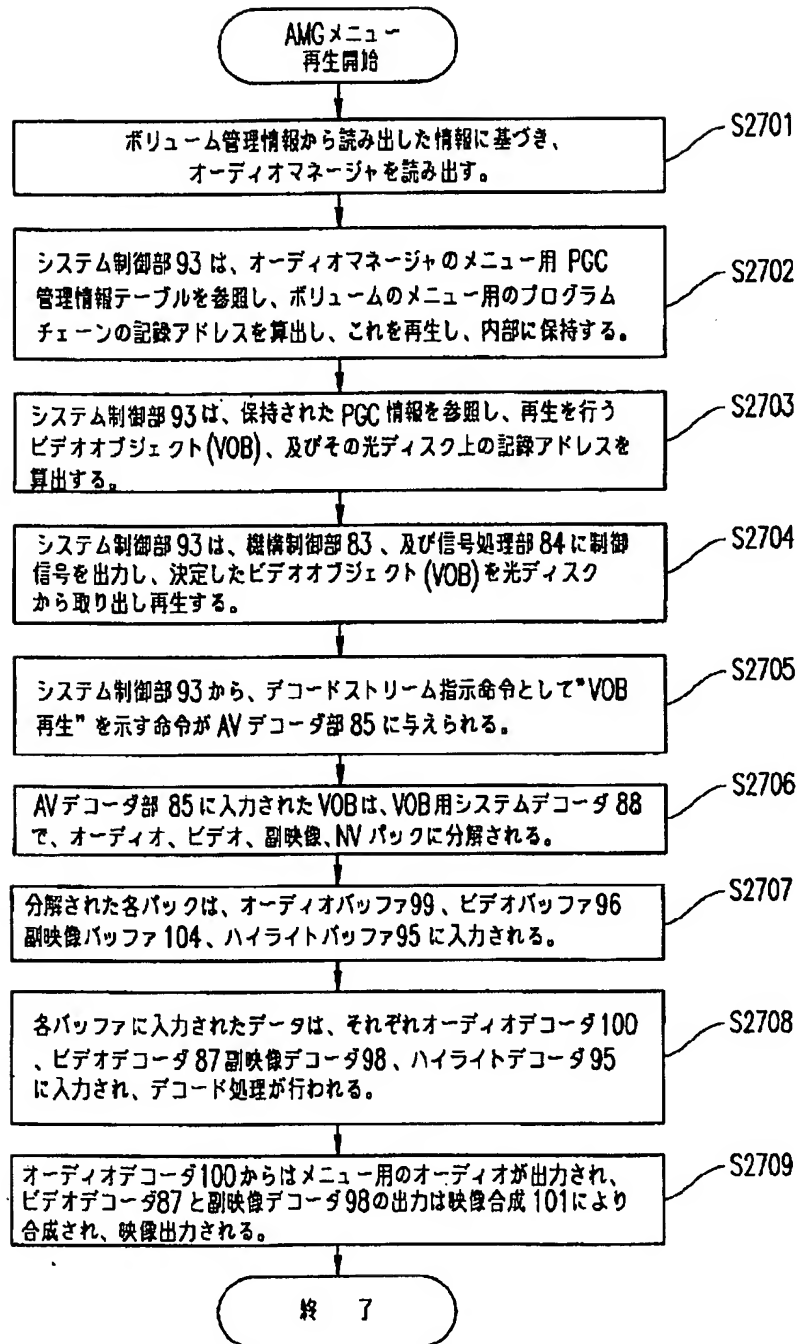 AMGメニュー
再生開始
ボリューム管理情報から読み出した情報に基づき、
オーディオマネージャを読み出す。
S2701
システム制御部93は、オーディオマネージャのメニュー用 PGC
管理情報テーブルを参照し、ボリュームのメニュー用のプログラム
チェーンの記録アドレスを算出し、これを再生し、内部に保持する。
S2702
システム制御部93は、保持されたPGC情報を参照し、再生を行う
ビデオオブジェクト(VOB)、及びその光ディスク上の記録アドレスを
算出する。
S2703
システム制御部93は、機構制御部83、及び信号処理部84に制御
信号を出力し、決定したビデオオブジェクト(VOB)を光ディスク
から取り出し再生する。
S2704
システム制御部93から、デコードストリーム指示命令として"VOB
再生"を示す命令がAVデコーダ部85に与えられる。
S2705
AVデコーダ部85に入力されたVOBは、VOB用システムデコーダ88
で、オーディオ、ビデオ、副映像、NVパックに分解される。
S2706
分解された各パックは、オーディオバッファ99、ビデオバッファ96
副映像バッファ104、ハイライトバッファ95に入力される。
S2707
各バッファに入力されたデータは、それぞれオーディオデコーダ100
、ビデオデコーダ87副映像デコーダ98、ハイライトデコーダ95
に入力され、デコード処理が行われる。
S2708
オーディオデコーダ100からはメニュー用のオーディオが出力され、
ビデオデコーダ87と副映像デコーダ98の出力は映像合成101により
合成され、映像出力される。
S2709
終 了